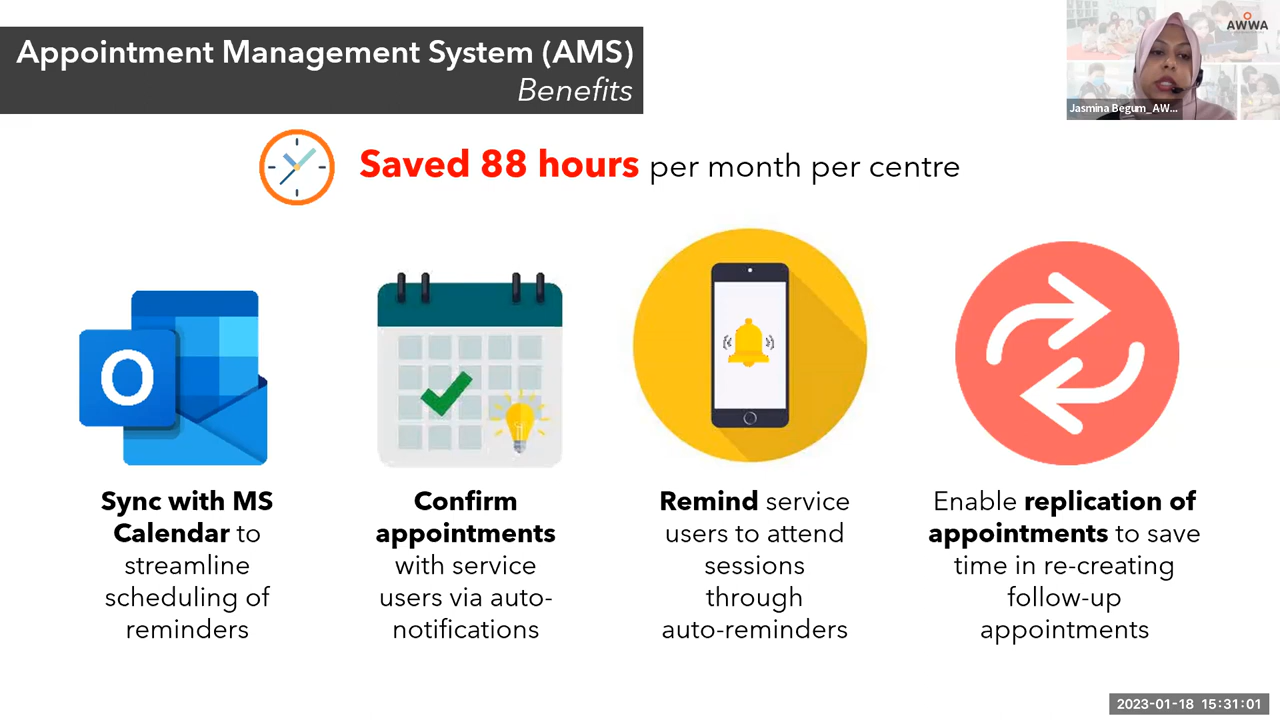 Appointment Management System (AMS)
Benefits
AWWA
Jasmina Begum_AW...
Saved 88 hours per month per centre
O
Sync with MS
Calendar to
streamline
scheduling of
reminders
Confirm
appointments
with service
users via auto-
notifications
Remind service
users to attend
sessions
through
auto-reminders
Enable replication of
appointments to save
time in re-creating
follow-up
appointments
2023-01-18 15:31:01